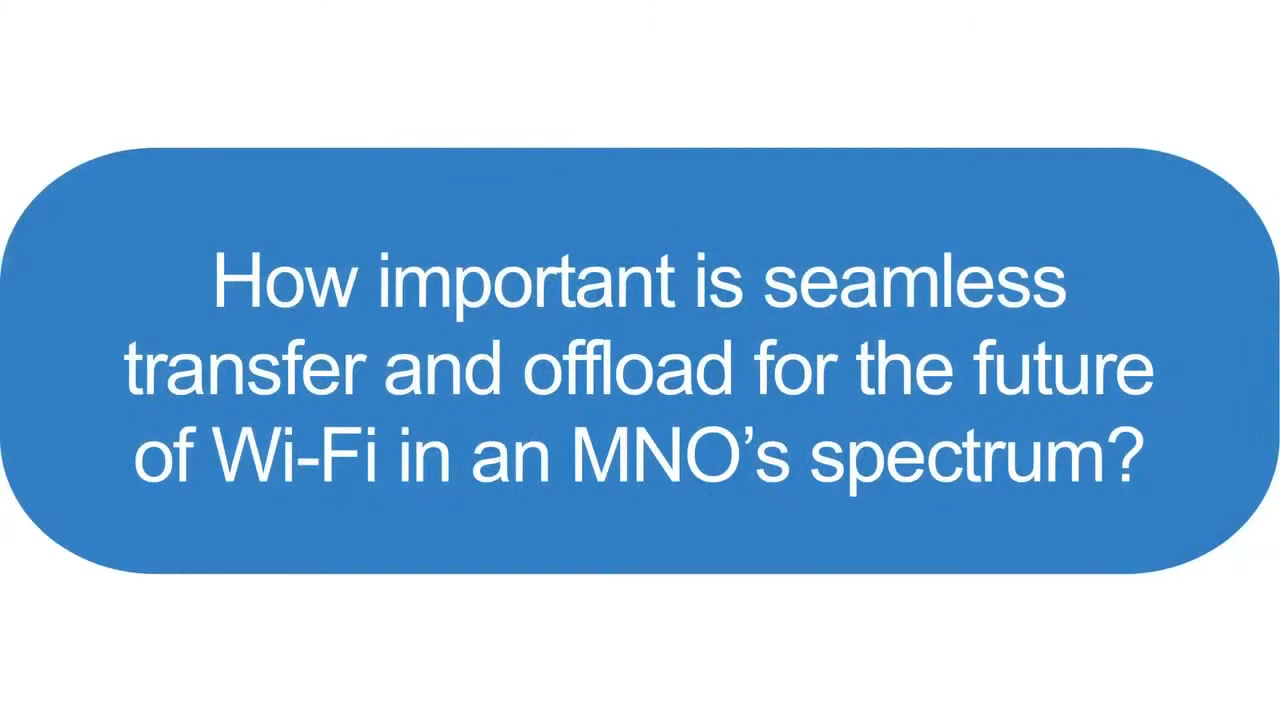 How important is seamless
transfer and offload for the future
of Wi-Fi in an MNO’s spectrum?